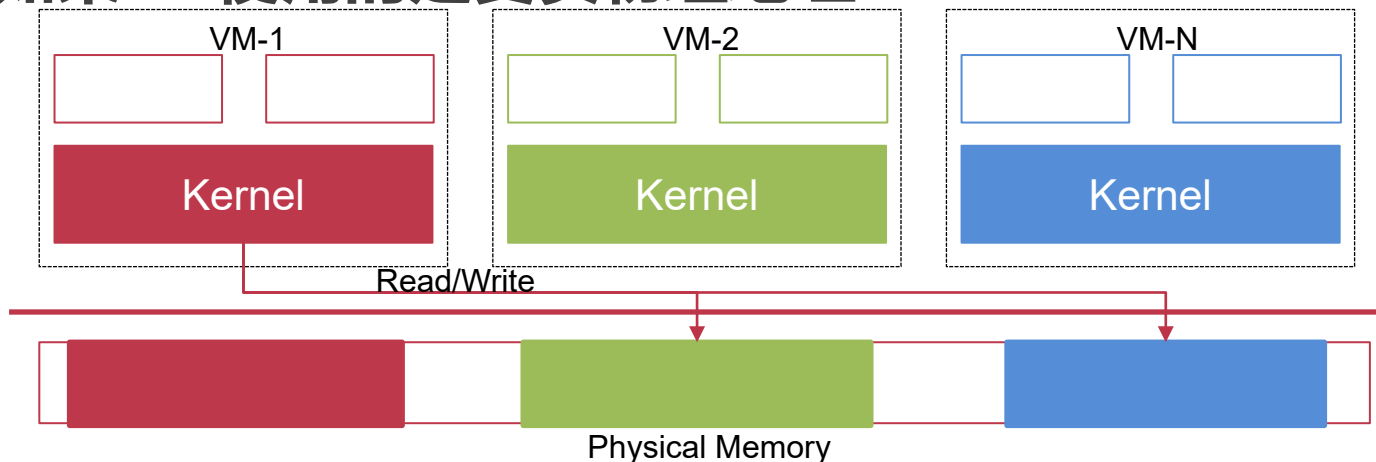 VM-1
VM-2
VM-N
Kernel
Kernel
Kernel
Read/Write
Physical Memory